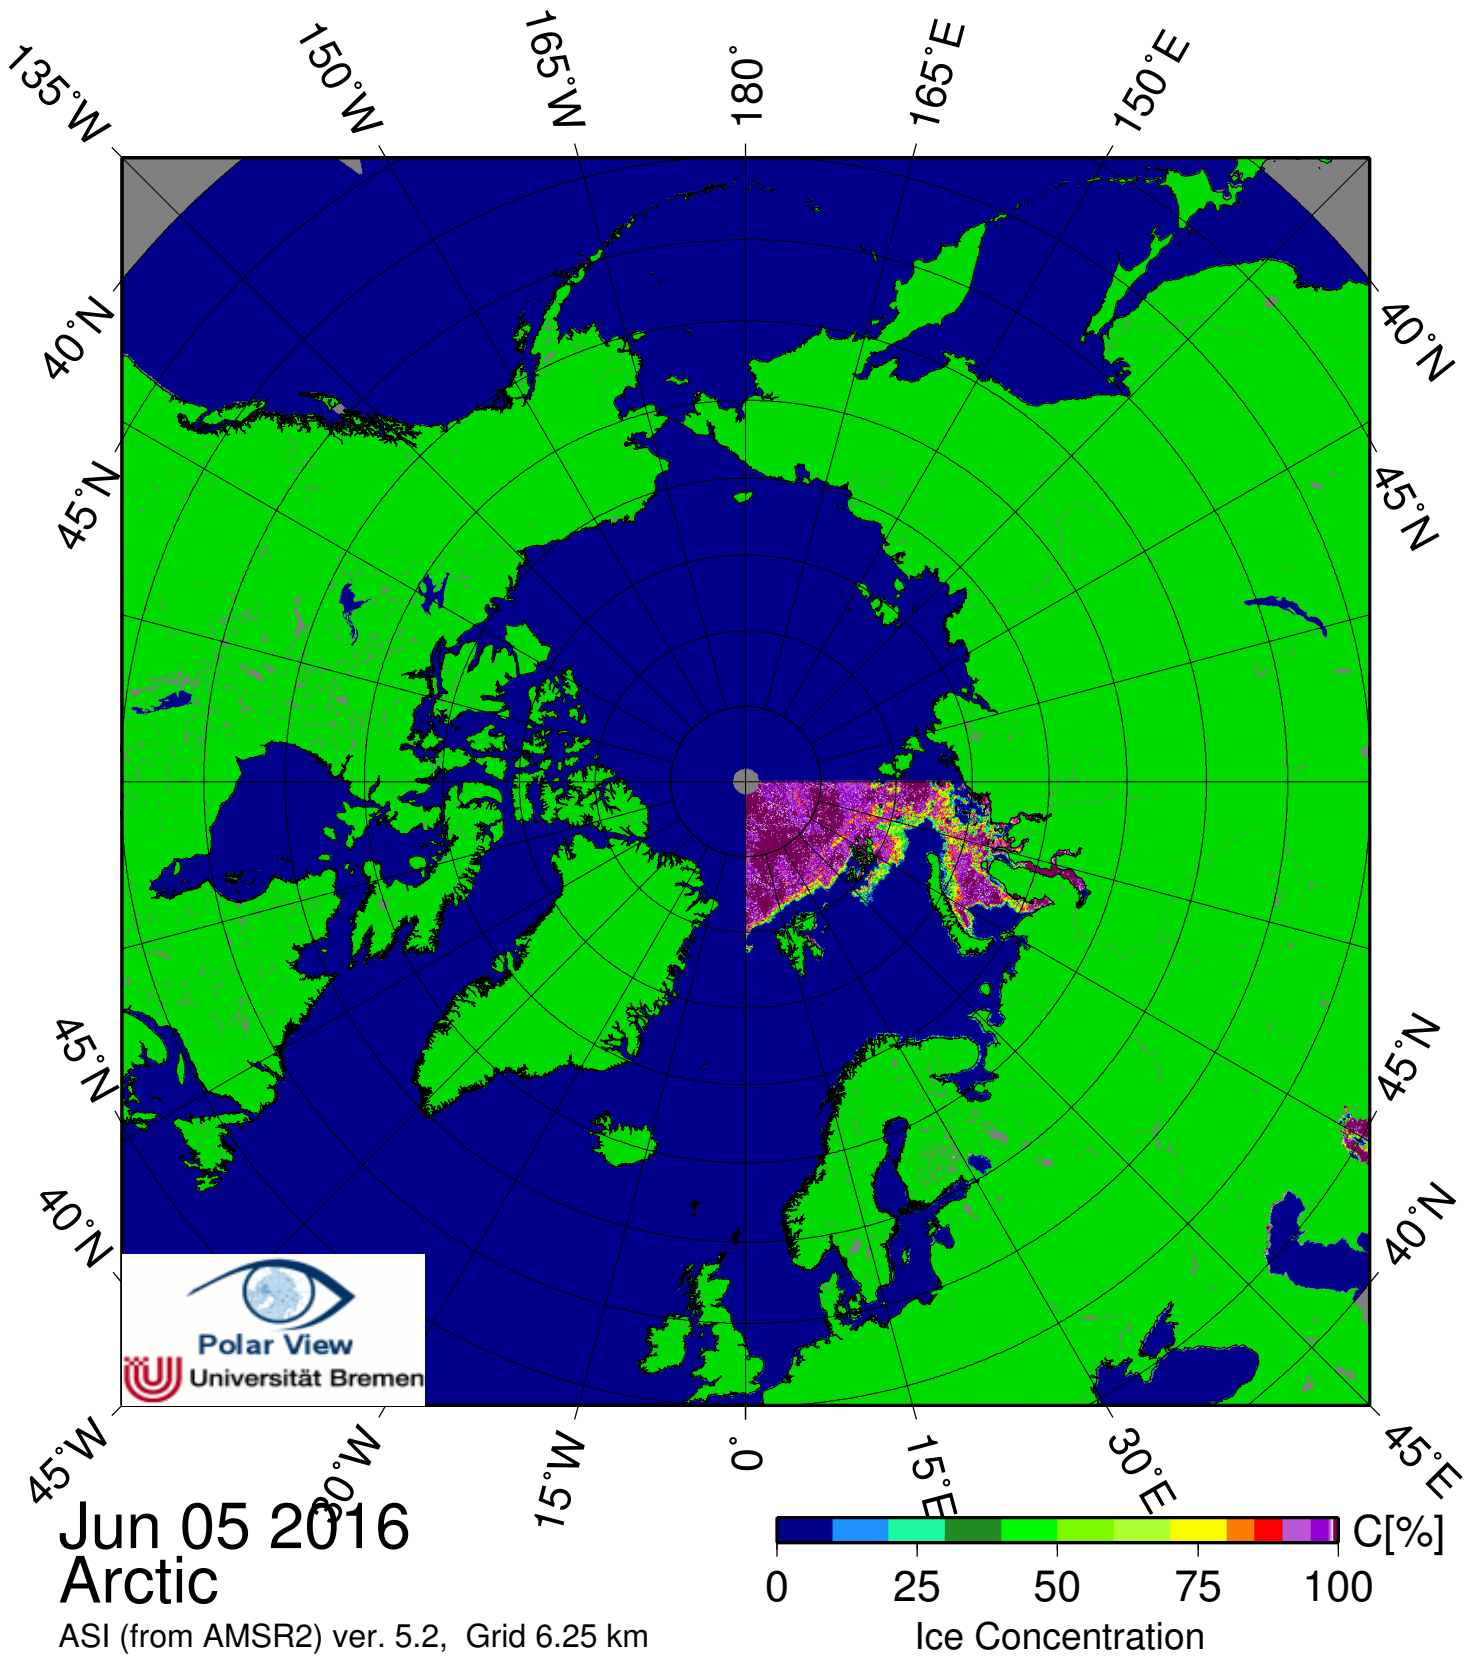 135°W
150°W
165°W
180°
165°E
150°E
40°N
40°N
45°N
45°N
45°N
45°N
40°N
40°N
Polar View
Universität Bremen
45°W
30°W
15°W
0°
15°E
30°E
45°E
Jun 05 2016
Arctic
ASI (from AMSR2) ver. 5.2, Grid 6.25 km
C[%]
0 25 50 75 100
Ice Concentration